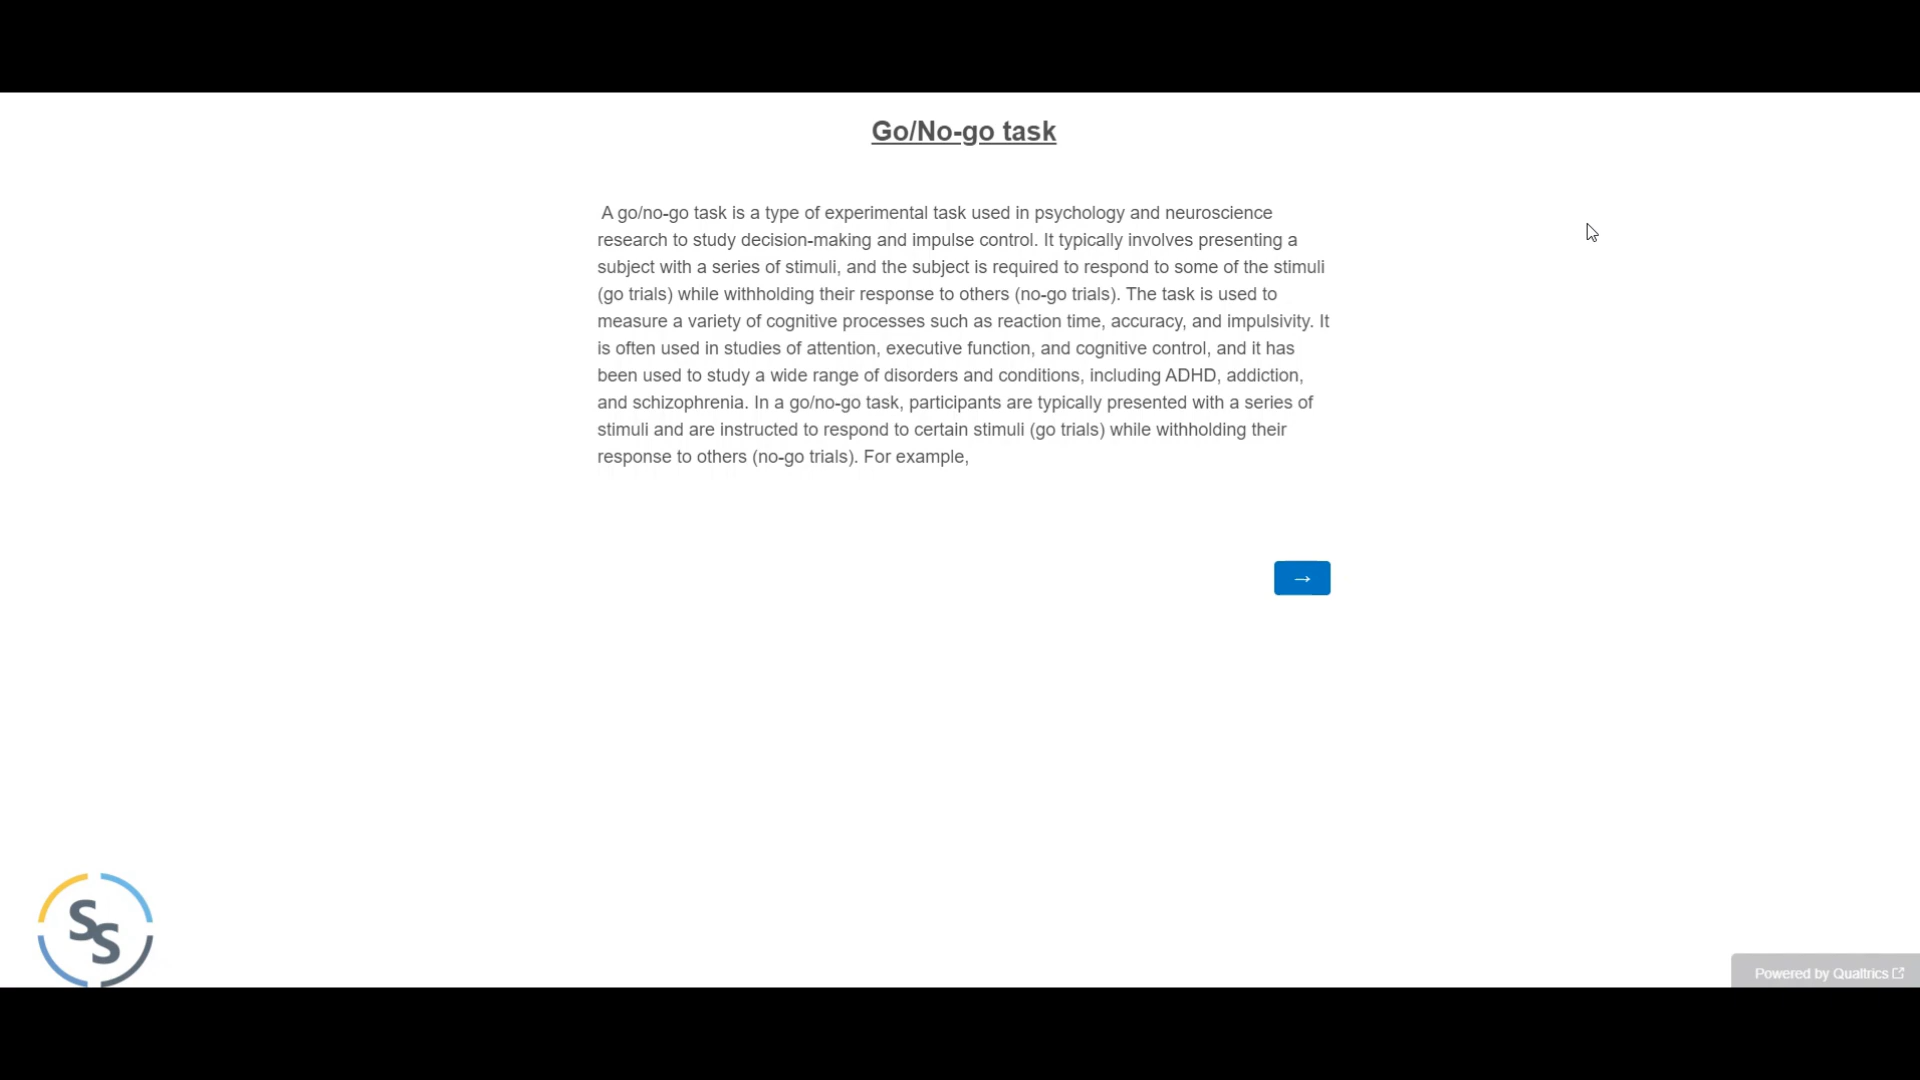 Go/No-go task
A go/no-go task is a type of experimental task used in psychology and neuroscience
research to study decision-making and impulse control. It typically involves presenting a
subject with a series of stimuli, and the subject is required to respond to some of the stimuli
(go trials) while withholding their response to others (no-go trials). The task is used to
measure a variety of cognitive processes such as reaction time, accuracy, and impulsivity. It
is often used in studies of attention, executive function, and cognitive control, and it has
been used to study a wide range of disorders and conditions, including ADHD, addiction,
and schizophrenia. In a go/no-go task, participants are typically presented with a series of
stimuli and are instructed to respond to certain stimuli (go trials) while withholding their
response to others (no-go trials). For example,
→
SS
Powered by Qualtrics